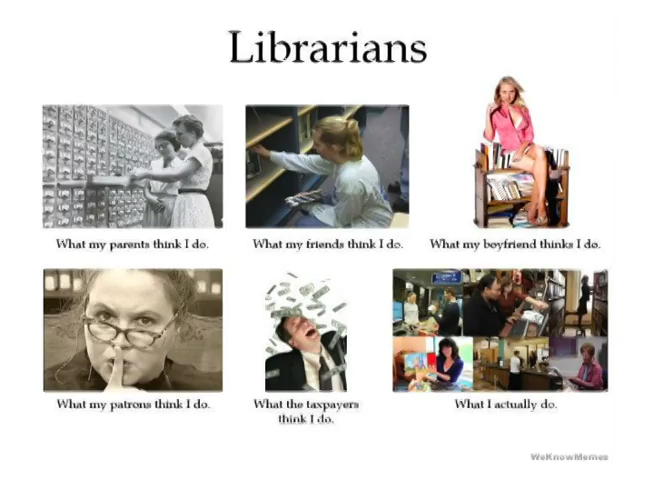 Librarians
What my parents think I do.
What my friends think I do.
What my boyfriend thinks I do.
What my patrons think I do.
What the taxpayers
think I do.
What I actually do.
WeKnowMemes